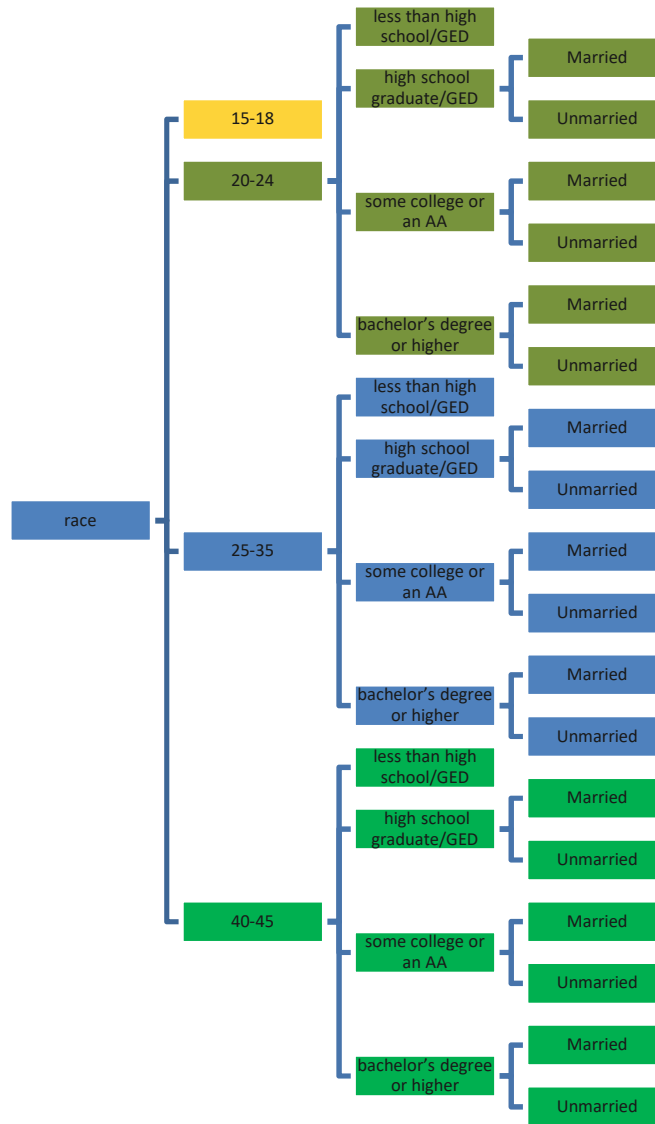 less than high
school/GED
high school
graduate/GED
Married
15-18
Unmarried
20-24
some college or
an AA
Married
Unmarried
bachelor's degree
or higher
Married
Unmarried
less than high
school/GED
high school
graduate/GED
Married
Unmarried
race
25-35
some college or
an AA
Married
Unmarried
bachelor's degree
or higher
Married
Unmarried
less than high
school/GED
high school
graduate/GED
Married
Unmarried
40-45
some college or
an AA
Married
Unmarried
bachelor's degree
or higher
Married
Unmarried